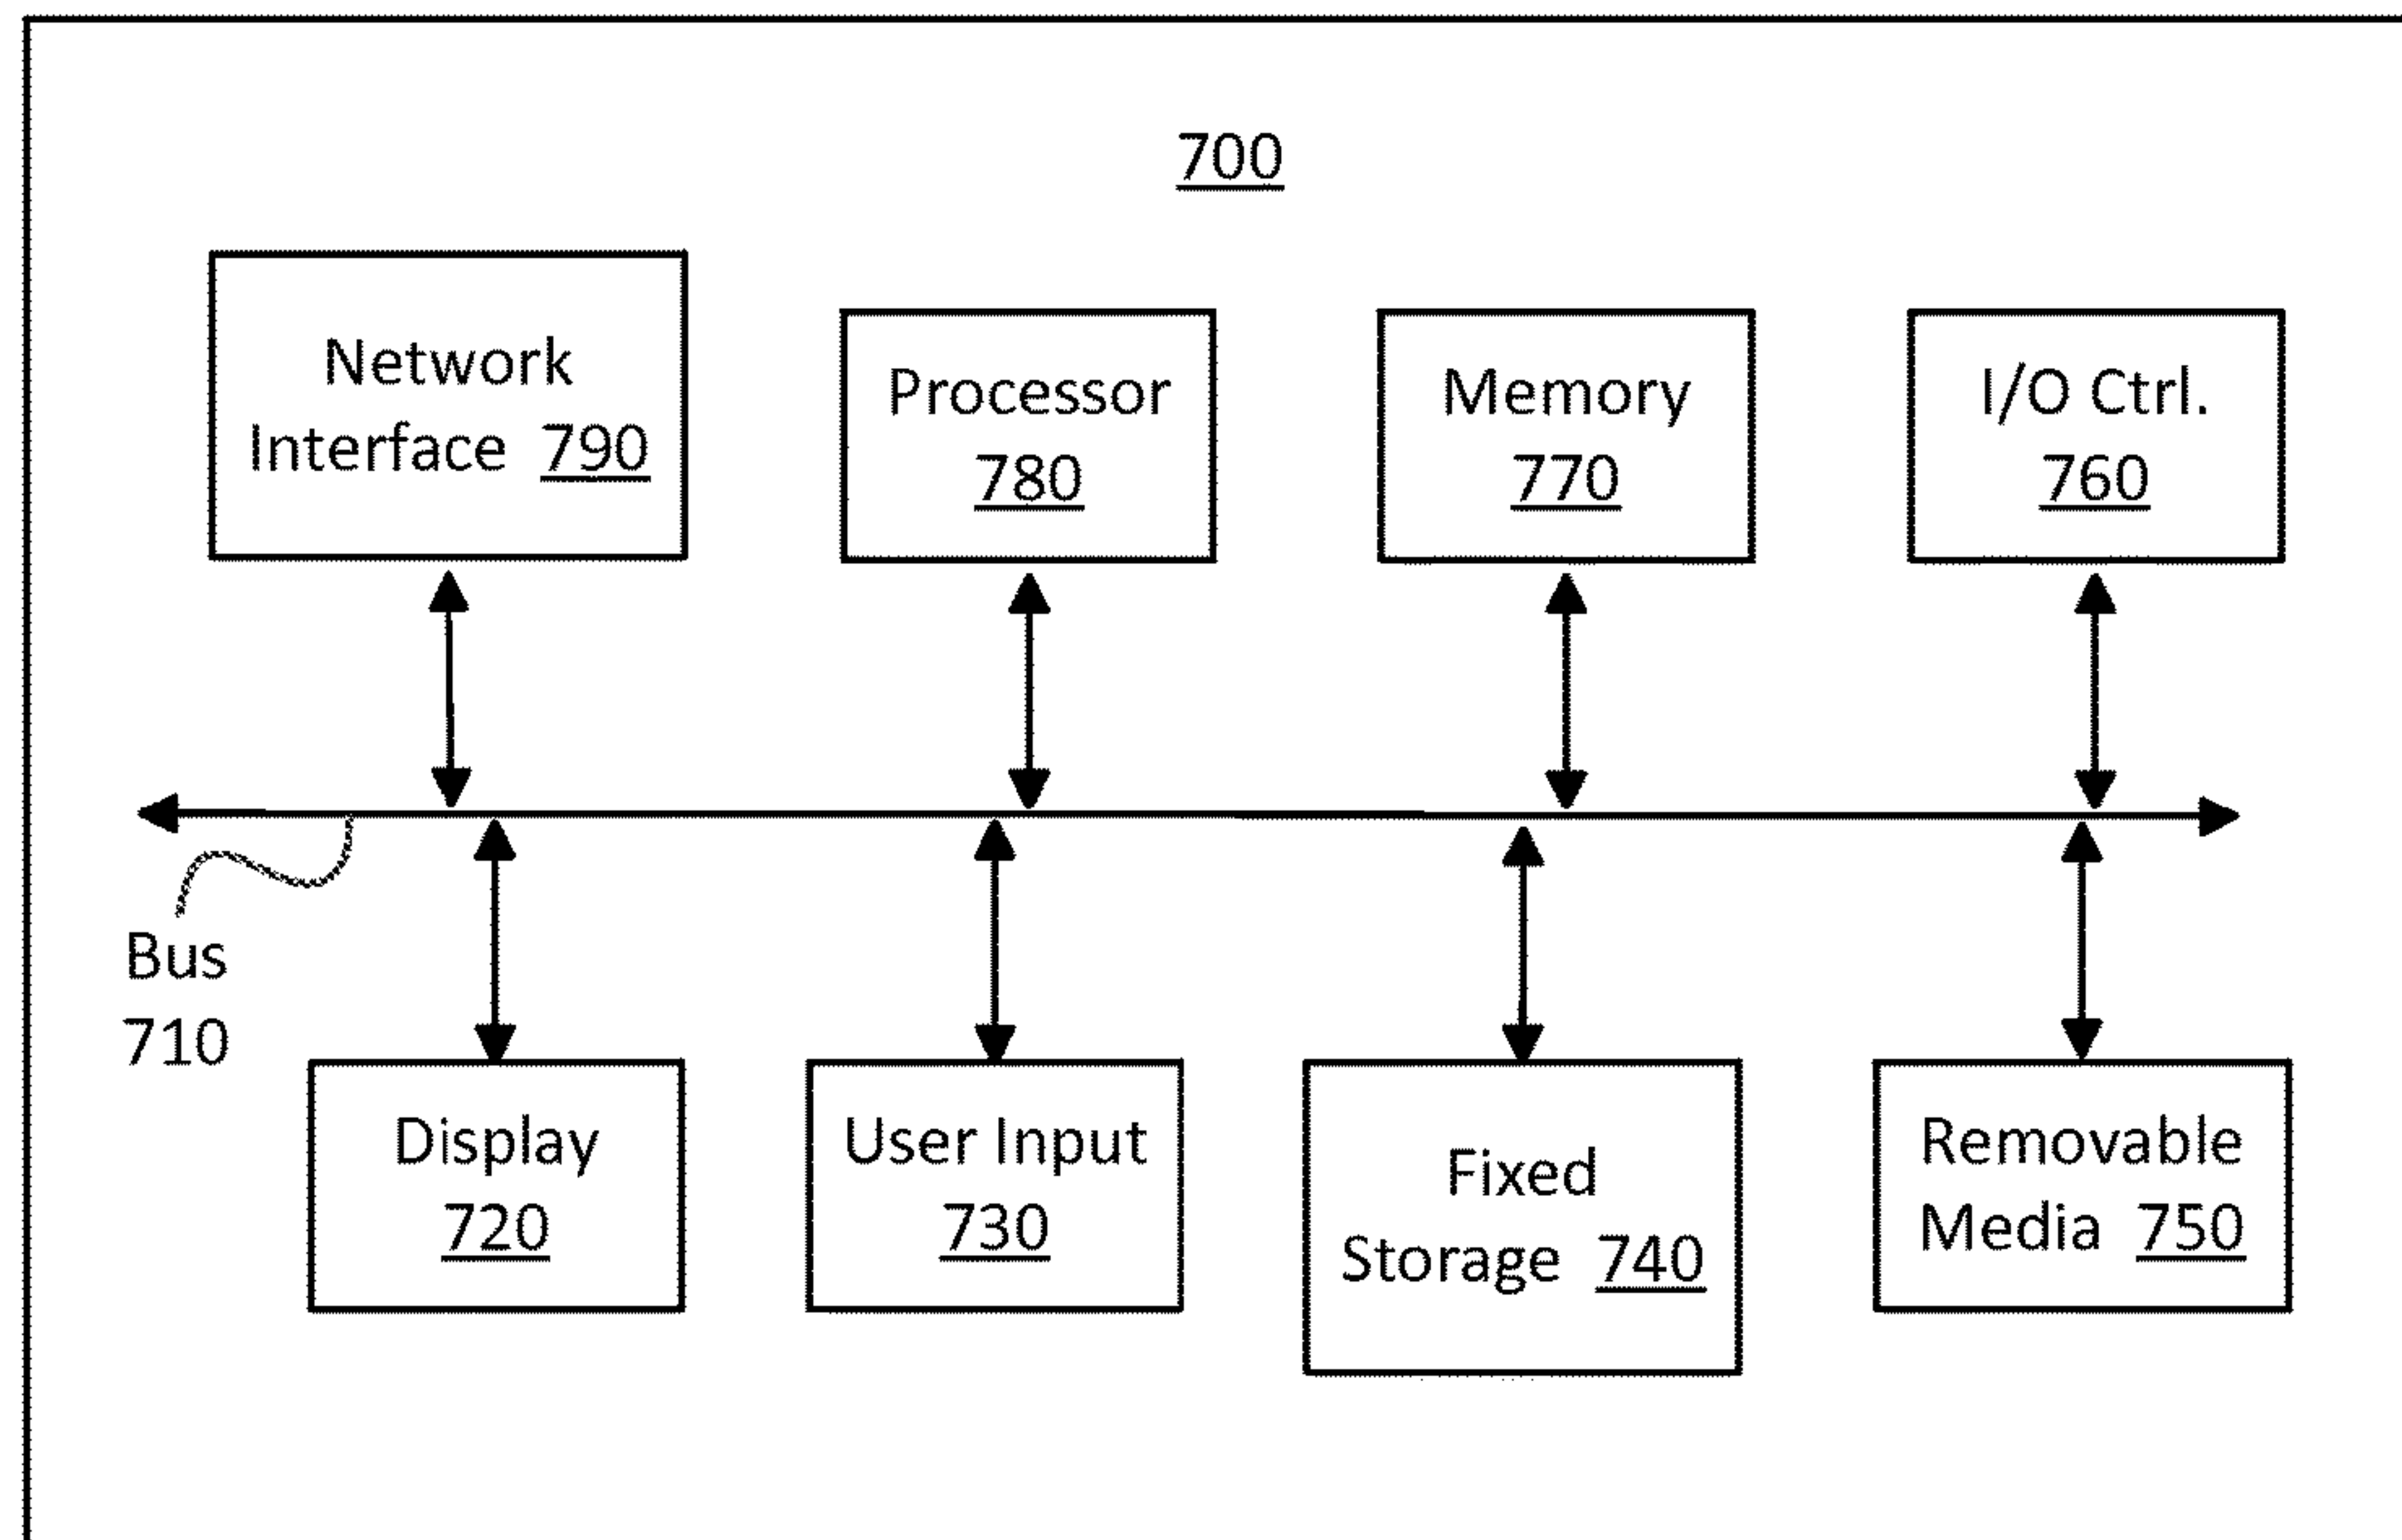 700
Network
Interface 790
Processor
780
Memory
770
I/O Ctrl.
760
Bus
710
Display
720
User Input
730
Fixed
Storage 740
Removable
Media 750